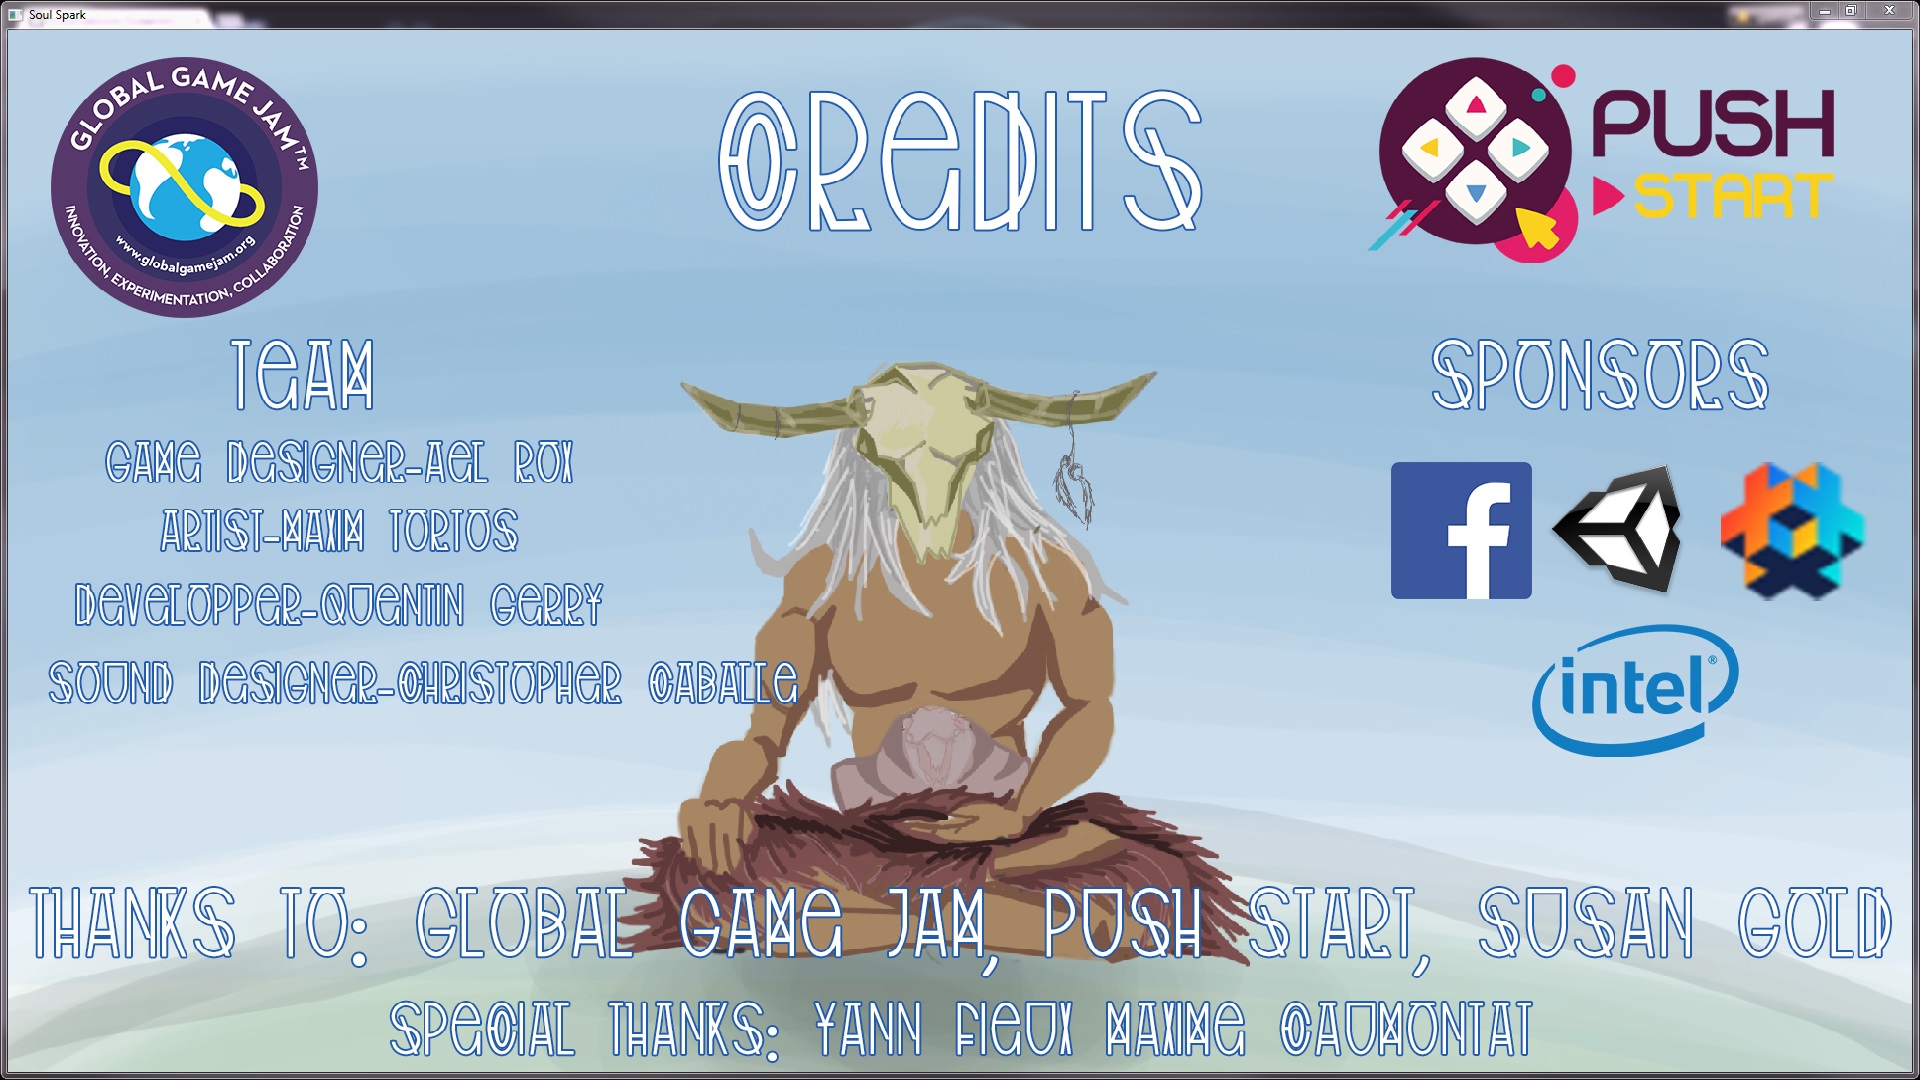 Soul Spark
GLOBAL GAME JAM™
www.globalgamejam.org
INNOVATION, EXPERIMENTATION, COLLABORATION
CREDITS
PUSH
START
TEAM
GAME DESIGNER-AEL ROX
ARTIST-MAXIM TORTOS
DEVELOPPER-QUENTIN GERRY
SOUND DESIGNER-CHRISTOPHER CABALLE
SPONSORS
f
intel®
THANKS TO: GLOBAL GAME JAM, PUSH START, SUSAN GOLD
SPECIAL THANKS: YANN FIEUX MAXIME CAUMONTAT